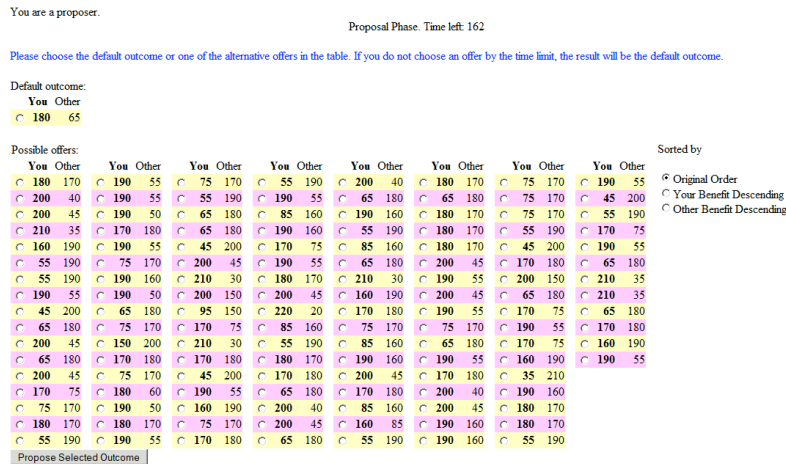 You are a proposer.
Proposal Phase. Time left: 162
Please choose the default outcome or one of the alternative offers in the table. If you do not choose an offer by the time limit, the result will be the default outcome.
Default outcome:
You Other
180 65
Possible offers:
Sorted by
You Other You Other You Other You Other You Other You Other You Other You Other
180 170 190 55 75 170 55 190 200 40 180 170 75 170 190 55
Original Order
200 40 190 55 55 190 190 55 65 180 65 180 75 170 45 200
Your Benefit Descending
200 45 190 50 65 180 85 160 190 160 180 170 75 170 55 190
Other Benefit Descending
210 35 170 180 65 180 190 160 55 190 180 170 55 190 170 75
160 190 190 55 45 200 170 75 85 160 180 170 45 200 190 55
55 190 75 170 200 45 190 55 65 180 200 45 170 180 65 180
55 190 190 160 210 30 180 170 210 30 190 55 200 150 210 35
190 55 190 50 200 150 200 45 160 190 200 45 65 180 210 35
45 200 65 180 95 150 220 20 170 180 190 55 170 75 65 180
65 180 75 170 170 75 85 160 75 170 75 170 190 55 170 180
200 45 150 200 210 30 55 190 85 160 65 180 170 75 160 190
65 180 170 180 170 180 180 170 190 160 190 55 160 190 190 55
200 45 75 170 45 200 170 180 200 45 170 180 35 210
170 75 180 60 190 55 65 180 170 180 200 40 190 160
75 170 190 50 160 190 200 40 85 160 200 45 180 170
180 170 180 170 75 170 200 45 160 85 190 160 180 170
55 190 190 55 170 180 65 180 55 190 190 160 55 190
Propose Selected Outcome